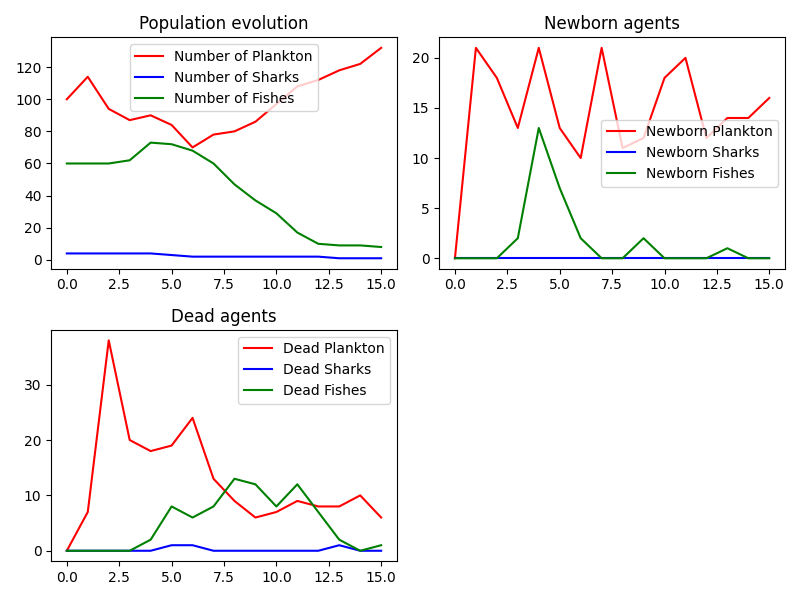 Population evolution
120
100
80
60
40
20
0
Number of Plankton
Number of Sharks
Number of Fishes
0.0 2.5 5.0 7.5 10.0 12.5 15.0
Newborn agents
20
15
10
5
0
Newborn Plankton
Newborn Sharks
Newborn Fishes
0.0 2.5 5.0 7.5 10.0 12.5 15.0
Dead agents
30
20
10
0
Dead Plankton
Dead Sharks
Dead Fishes
0.0 2.5 5.0 7.5 10.0 12.5 15.0